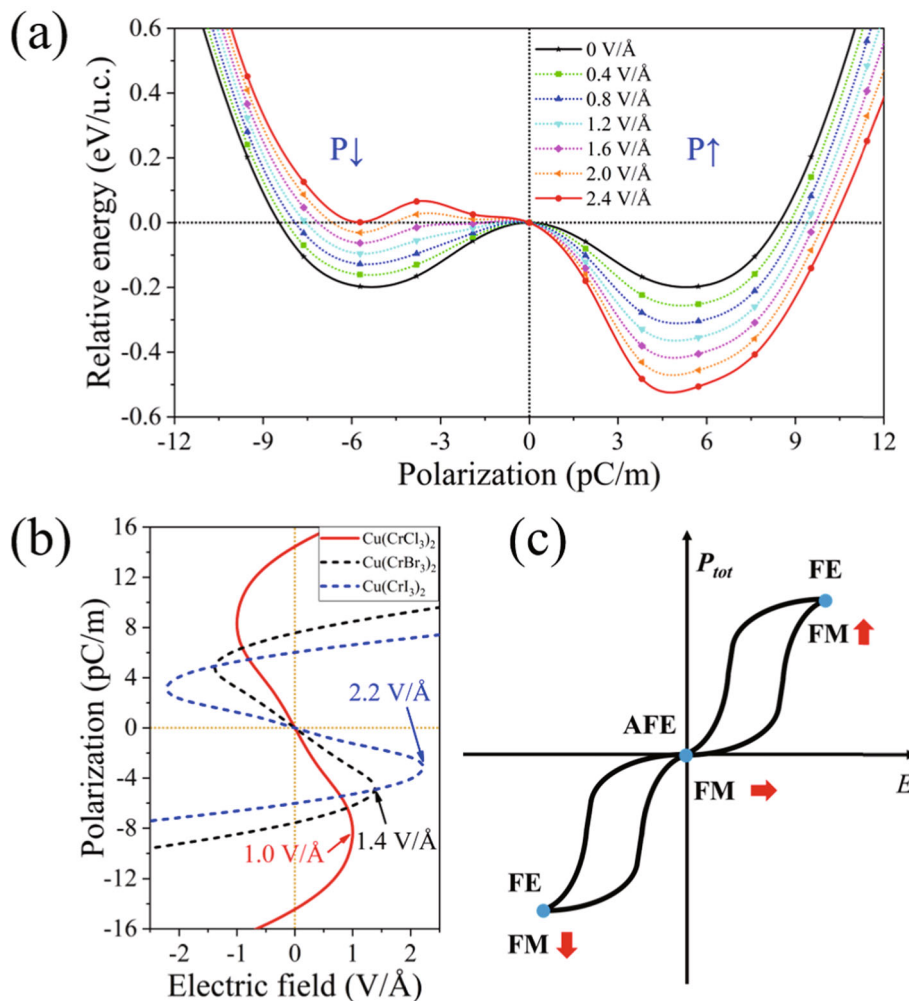 (a)
0.6
0.4
0.2
0.0
-0.2
-0.4
-0.6
Relative energy (eV/u.c.)
P↓
P↑
0 V/Å
0.4 V/Å
0.8 V/Å
1.2 V/Å
1.6 V/Å
2.0 V/Å
2.4 V/Å
-12 -9 -6 -3 0 3 6 9 12
Polarization (pC/m)
(b)
16
12
8
4
0
-4
-8
-12
-16
Polarization (pC/m)
Cu(CrCl₃)₂
Cu(CrBr₃)₂
Cu(CrI₃)₂
2.2 V/Å
1.4 V/Å
1.0 V/Å
-2 -1 0 1 2
Electric field (V/Å)
(c)
Ptot
FE
FM
AFE
E
FM
FE
FM